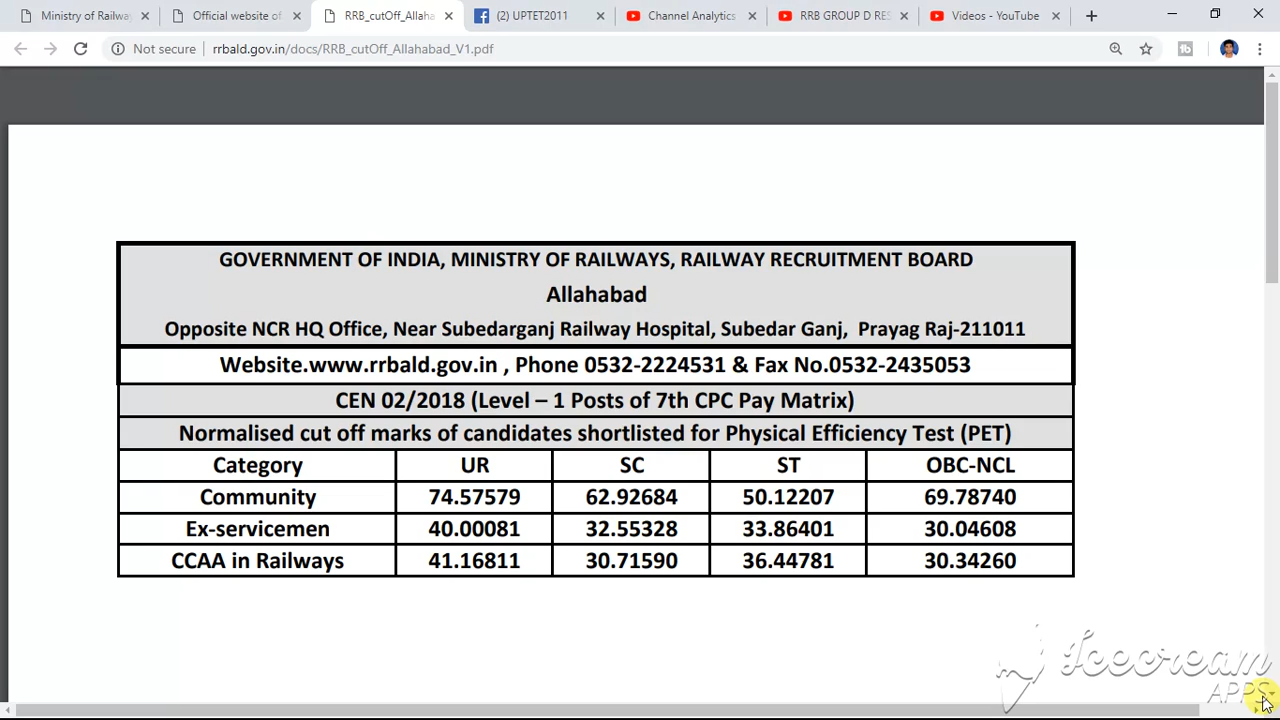 Ministry of Railwa
Official website of
RRB_cutOff_Allaha
(2) UPTET2011
Channel Analytics
RRB GROUP D RES
Videos - YouTube
Not secure
rrbald.gov.in/docs/RRB_cutOff_Allahabad_V1.pdf
GOVERNMENT OF INDIA, MINISTRY OF RAILWAYS, RAILWAY RECRUITMENT BOARD
Allahabad
Opposite NCR HQ Office, Near Subedarganj Railway Hospital, Subedar Ganj, Prayag Raj-211011
Website.www.rrbald.gov.in , Phone 0532-2224531 & Fax No.0532-2435053
CEN 02/2018 (Level – 1 Posts of 7th CPC Pay Matrix)
Normalised cut off marks of candidates shortlisted for Physical Efficiency Test (PET)
Category UR SC ST OBC-NCL
Community 74.57579 62.92684 50.12207 69.78740
Ex-servicemen 40.00081 32.55328 33.86401 30.04608
CCAA in Railways 41.16811 30.71590 36.44781 30.34260
Icecream
APPS